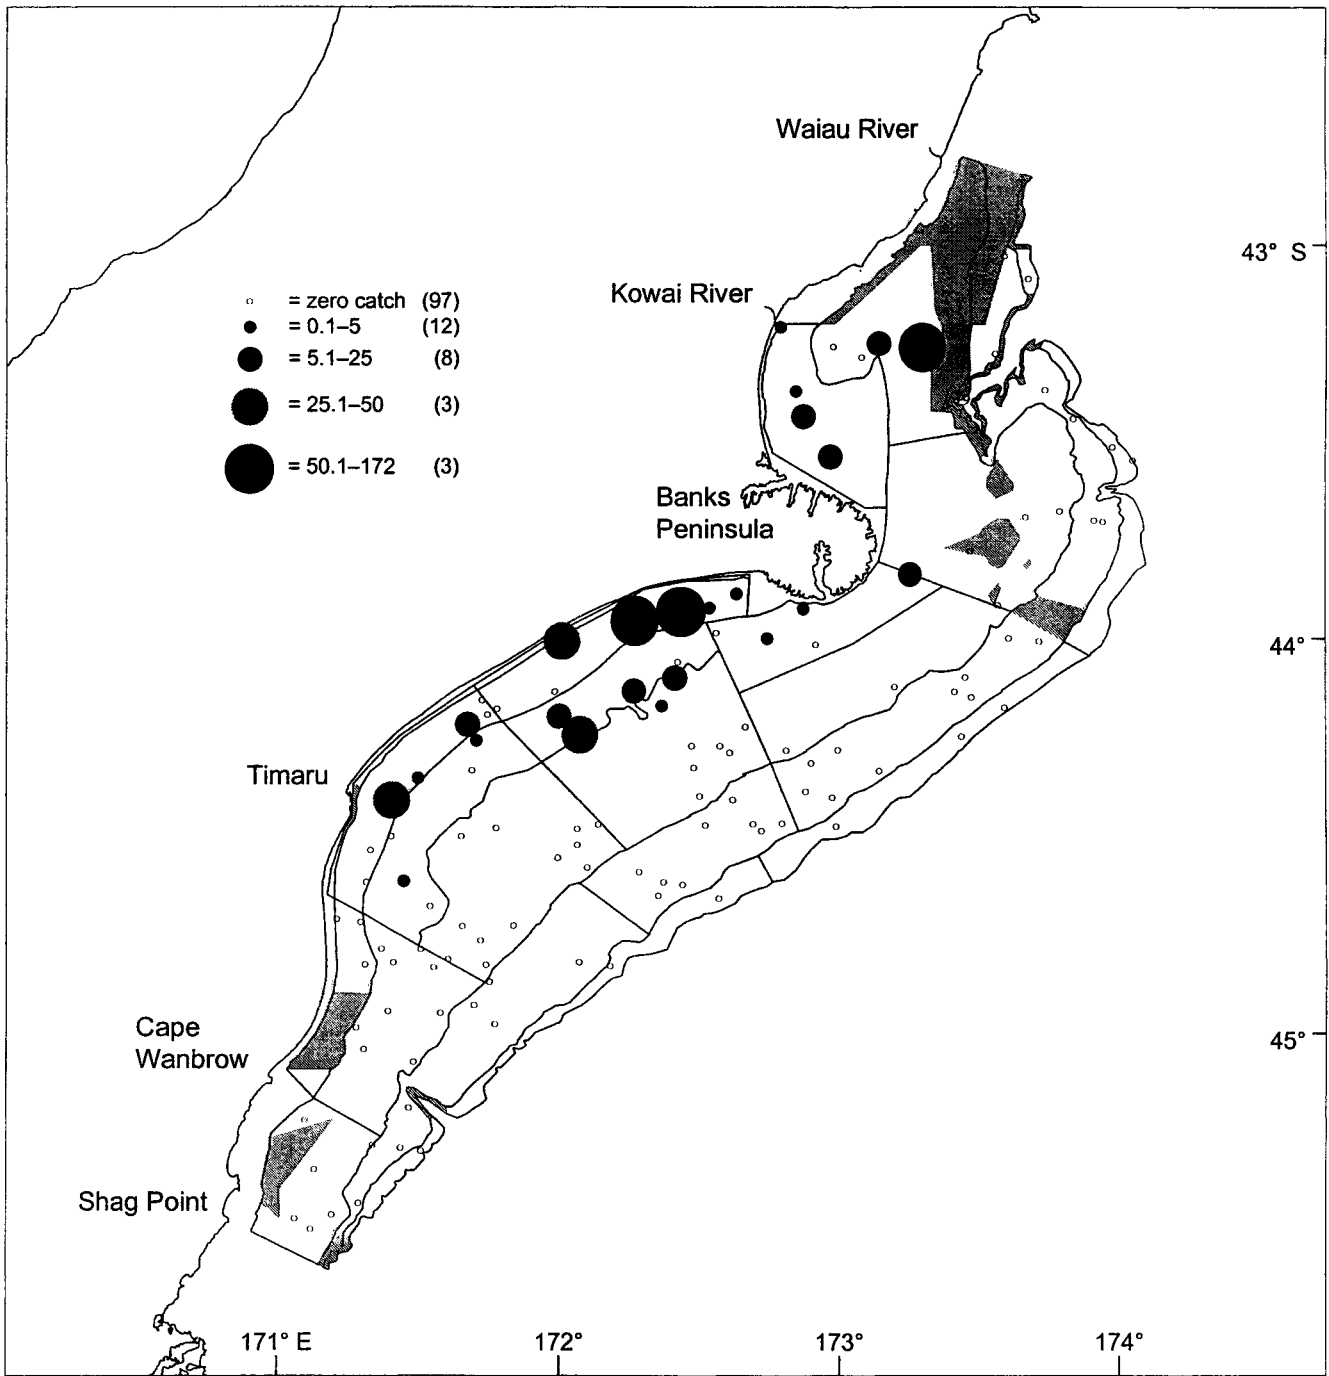 Waiau River
43° S
Kowai River
= zero catch (97)
= 0.1–5 (12)
= 5.1–25 (8)
= 25.1–50 (3)
= 50.1–172 (3)
Banks
Peninsula
44°
Timaru
Cape
Wanbrow
45°
Shag Point
171° E 172° 173° 174°